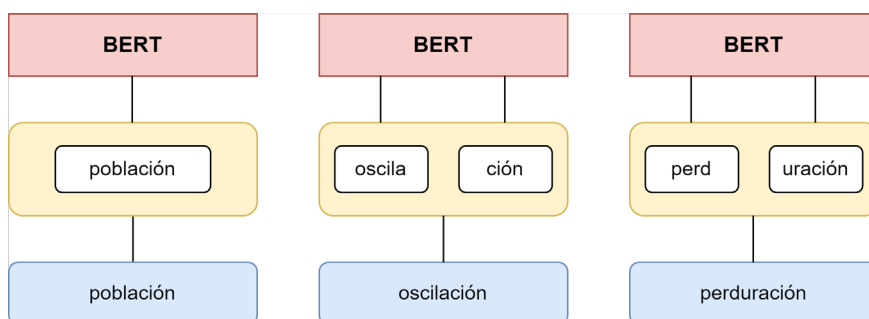 BERT
BERT
BERT
población
oscila
ción
perd
uración
población
oscilación
perduración